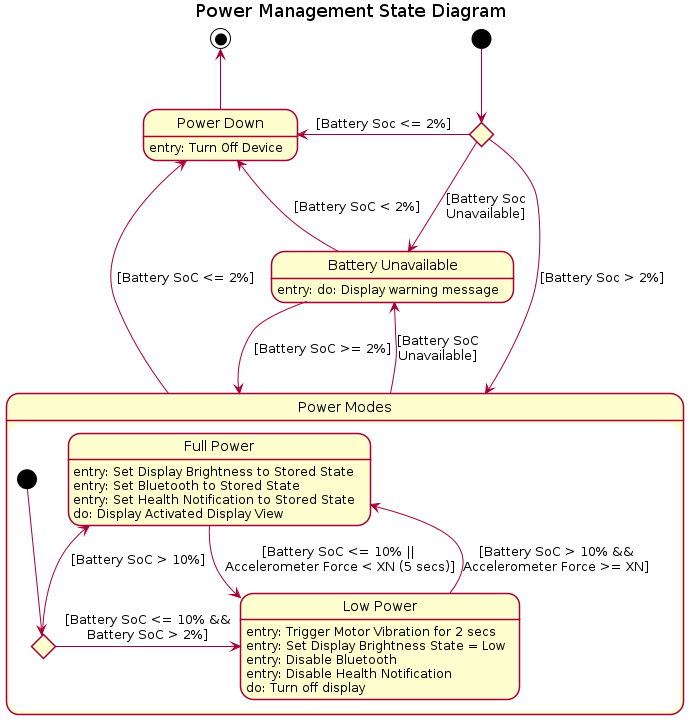 Power Management State Diagram
Power Down
entry: Turn Off Device
[Battery Soc <= 2%]
[Battery Soc
Unavailable]
[Battery SoC < 2%]
[Battery Soc > 2%]
Battery Unavailable
entry: do: Display warning message
[Battery SoC <= 2%]
[Battery SoC >= 2%]
[Battery SoC
Unavailable]
Power Modes
Full Power
entry: Set Display Brightness to Stored State
entry: Set Bluetooth to Stored State
entry: Set Health Notification to Stored State
do: Display Activated Display View
[Battery SoC > 10%]
[Battery SoC <= 10% ||
Accelerometer Force < XN (5 secs)]
[Battery SoC > 10% &&
Accelerometer Force >= XN]
[Battery SoC <= 10% &&
Battery SoC > 2%]
Low Power
entry: Trigger Motor Vibration for 2 secs
entry: Set Display Brightness State = Low
entry: Disable Bluetooth
entry: Disable Health Notification
do: Turn off display